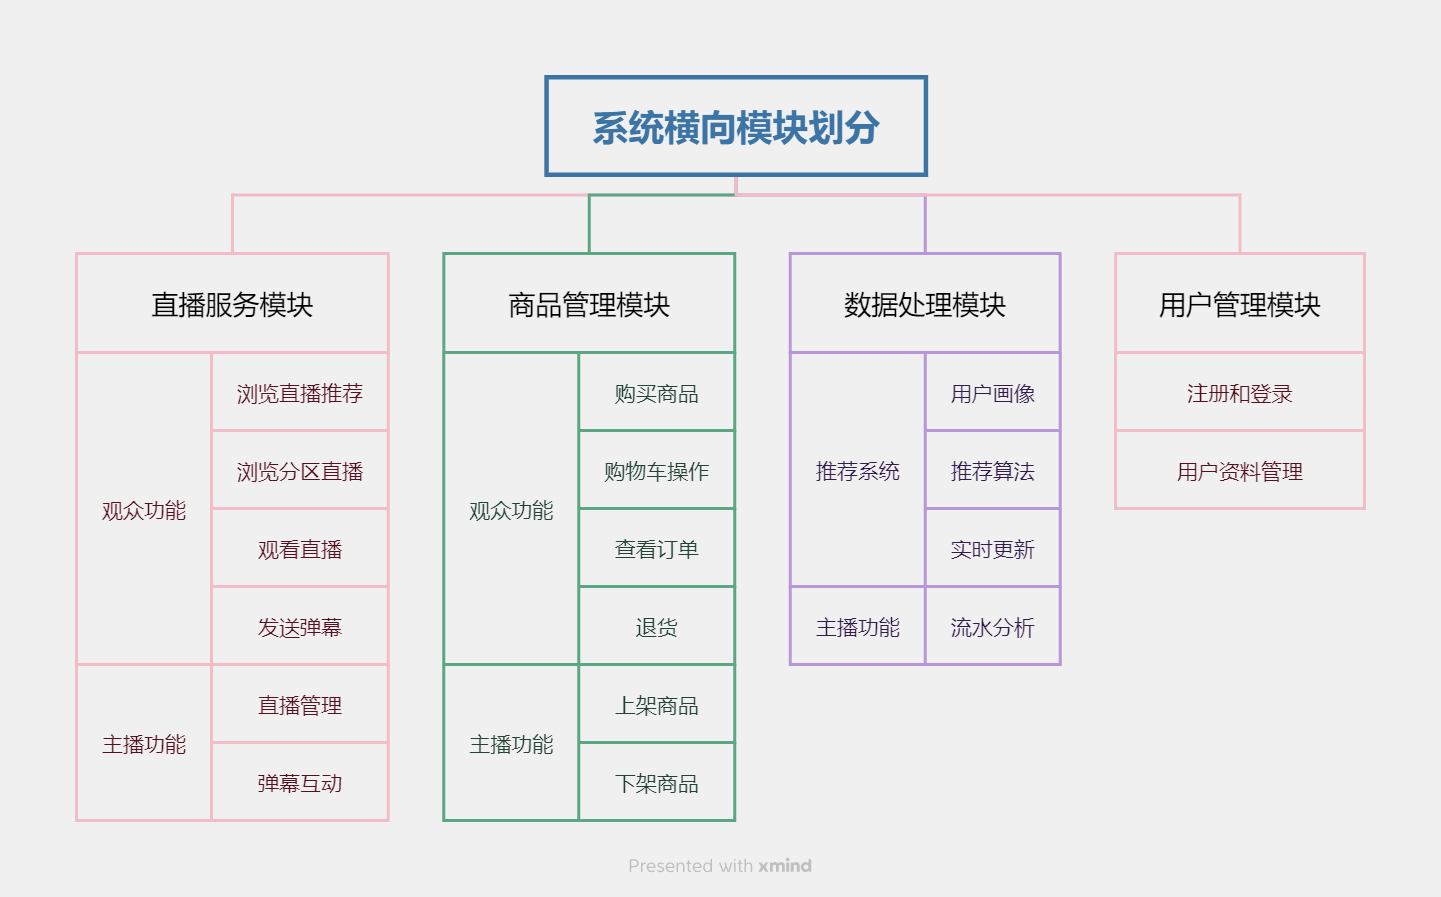 系统横向模块划分
直播服务模块
观众功能
浏览直播推荐
浏览分区直播
观看直播
发送弹幕
主播功能
直播管理
弹幕互动
商品管理模块
观众功能
购买商品
购物车操作
查看订单
退货
主播功能
上架商品
下架商品
数据处理模块
推荐系统
用户画像
推荐算法
实时更新
主播功能
流水分析
用户管理模块
注册和登录
用户资料管理
Presented with xmind